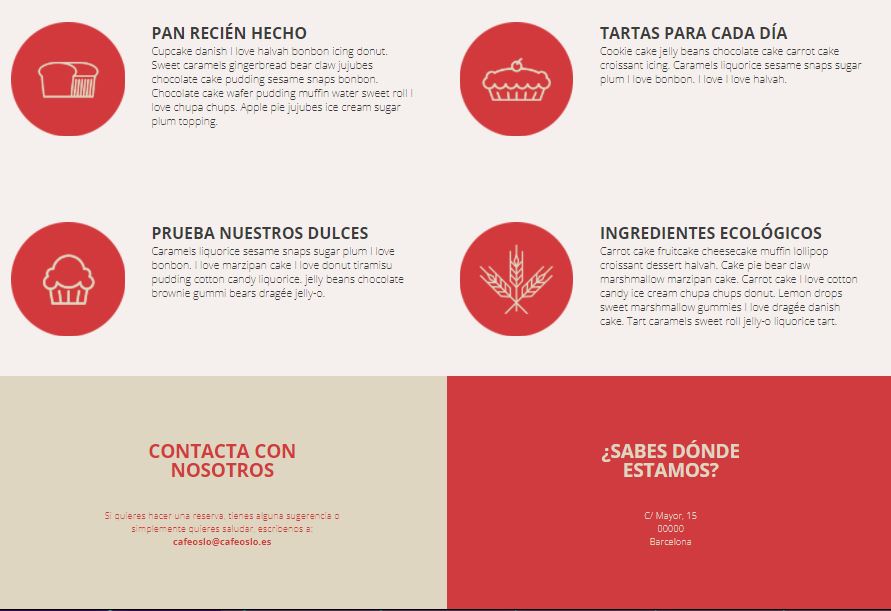 PAN RECIÉN HECHO
Cupcake danish I love halvah bonbon icing donut.
Sweet caramels gingerbread bear claw jujubes
chocolate cake pudding sesame snaps bonbon.
Chocolate cake wafer pudding muffin water sweet roll I
love chupa chups. Apple pie jujubes ice cream sugar
plum topping.
TARTAS PARA CADA DÍA
Cookie cake jelly beans chocolate cake carrot cake
croissant icing. Caramels liquorice sesame snaps sugar
plum I love bonbon. I love I love halvah.
PRUEBA NUESTROS DULCES
Caramels liquorice sesame snaps sugar plum I love
bonbon. I love marzipan cake I love donut tiramisu
pudding cotton candy liquorice. jelly beans chocolate
brownie gummi bears dragée jelly-o.
INGREDIENTES ECOLÓGICOS
Carrot cake fruitcake cheesecake muffin lollipop
croissant dessert halvah. Cake pie bear claw
marshmallow marzipan cake. Carrot cake I love cotton
candy ice cream chupa chups donut. Lemon drops
sweet marshmallow gummies I love dragée danish
cake. Tart caramels sweet roll jelly-o liquorice tart.
CONTACTA CON
NOSOTROS
Si quieres hacer una reserva, tienes alguna sugerencia o
simplemente quieres saludar, escríbenos a:
cafeoslo@cafeoslo.es
¿SABES DÓNDE
ESTAMOS?
C/ Mayor, 15
00000
Barcelona